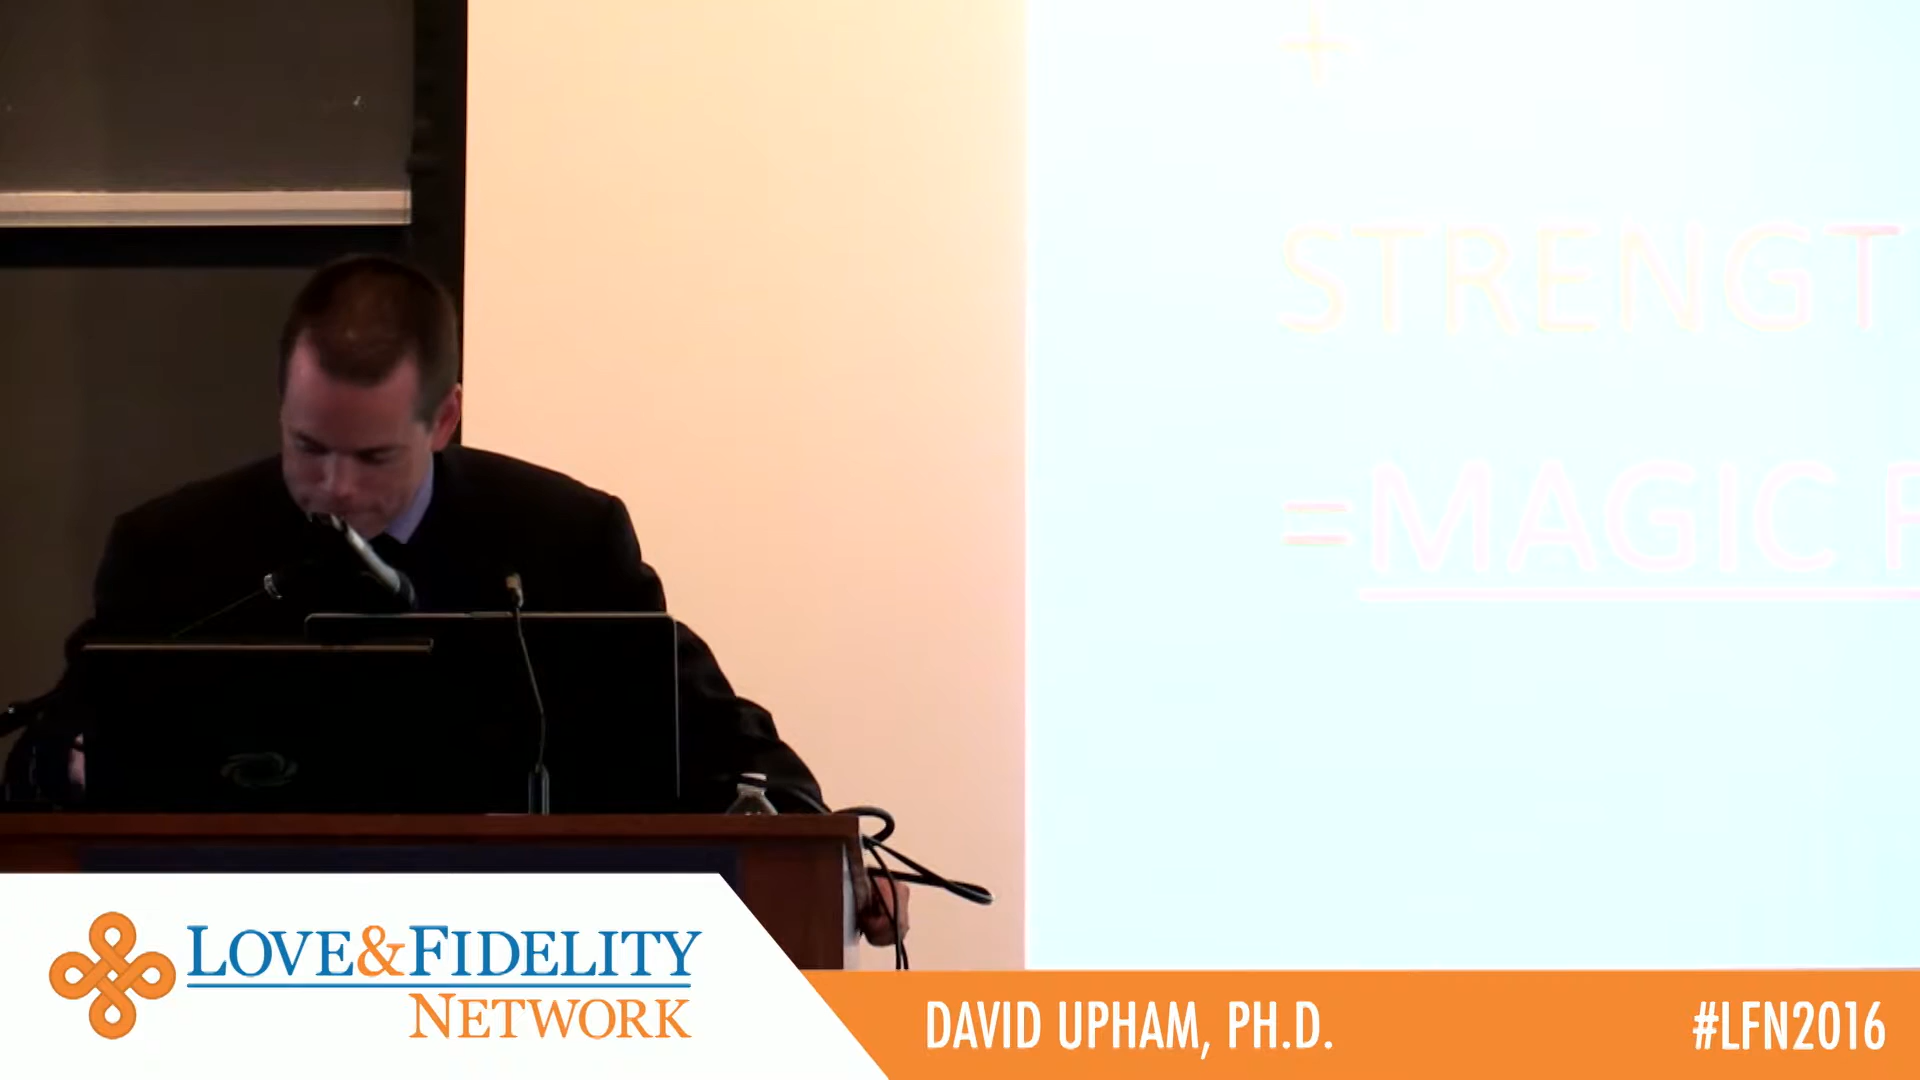 +
STRENGT
=MAGIC
LOVE&FIDELITY
NETWORK
DAVID UPHAM, PH.D.
#LFN2016